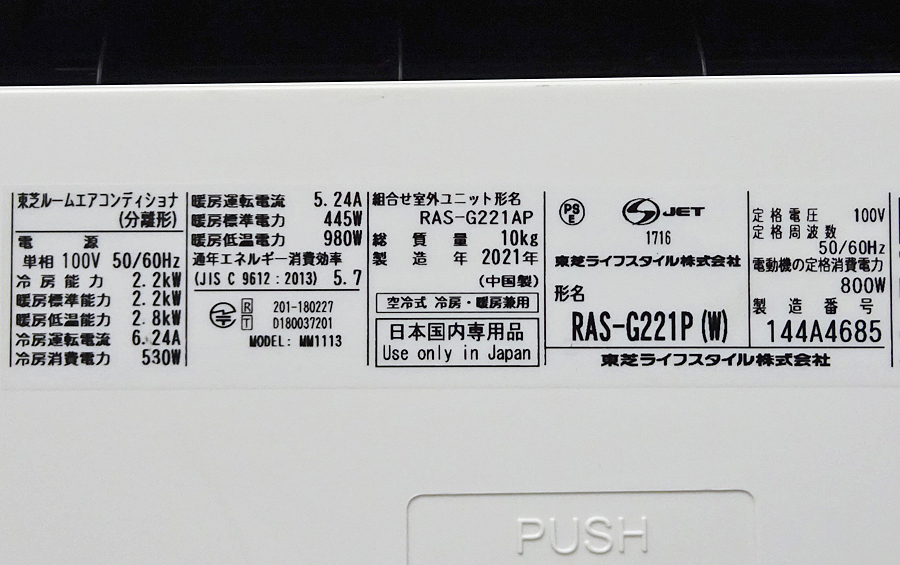 東芝ルームエアコンディショナ
(分離形)
電源
単相 100V 50/60Hz
冷房能力 2.2kW
暖房標準能力 2.2kW
暖房低温能力 2.8kW
冷房運転電流 6.24A
冷房消費電力 530W
暖房運転電流 5.24A
暖房標準電力 445W
暖房低温電力 980W
通年エネルギー消費効率
(JIS C 9612:2013) 5.7
R 201-180227
T D180037201
MODEL: MM1113
組合せ室外ユニット形名
RAS-G221AP
総質量 10kg
製造年 2021年
(中国製)
空冷式 冷房・暖房兼用
日本国内専用品
Use only in Japan
PS
E
JET
1716
東芝ライフスタイル株式会社
形名
RAS-G221P(W)
東芝ライフスタイル株式会社
定格電圧 100V
定格周波数
50/60Hz
電動機の定格消費電力
800W
製造番号
144A4685
PUSH